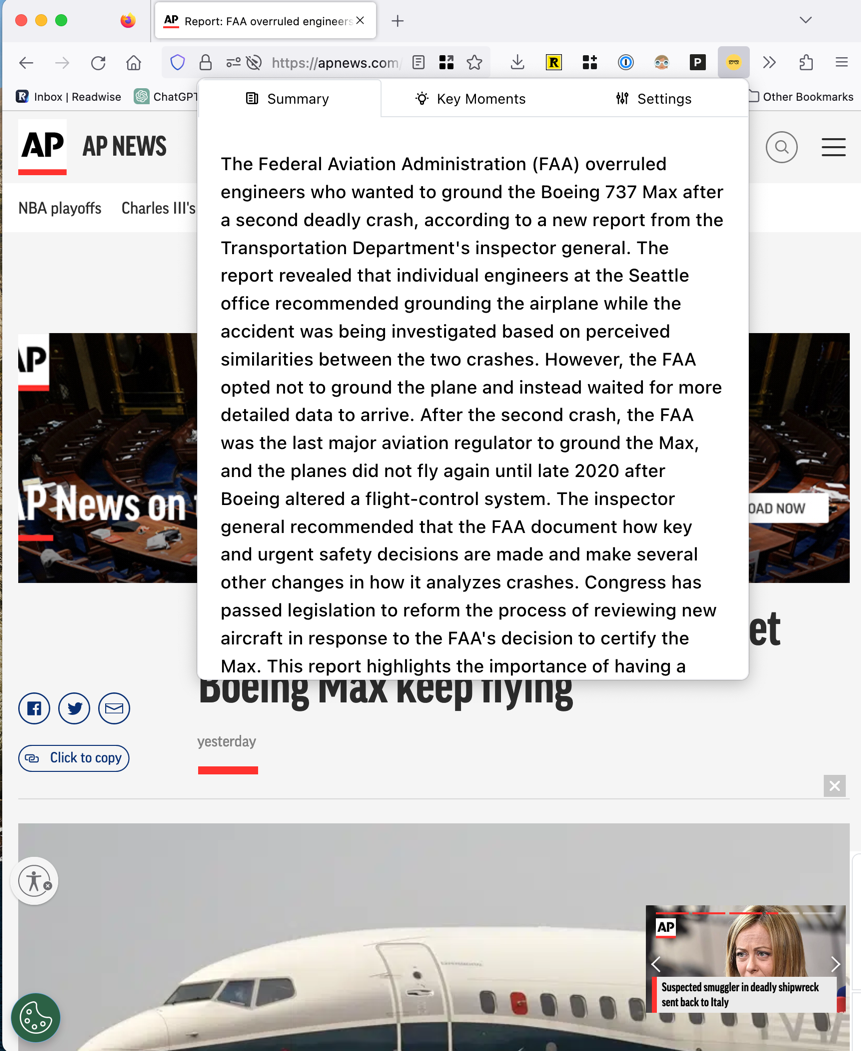 AP Report: FAA overruled engineers
https://apnews.com/
R
P
Inbox | Readwise
ChatGPT
Other Bookmarks
Summary
Key Moments
Settings
AP AP NEWS
NBA playoffs Charles III's
The Federal Aviation Administration (FAA) overruled
engineers who wanted to ground the Boeing 737 Max after
a second deadly crash, according to a new report from the
Transportation Department's inspector general. The
report revealed that individual engineers at the Seattle
office recommended grounding the airplane while the
accident was being investigated based on perceived
similarities between the two crashes. However, the FAA
opted not to ground the plane and instead waited for more
detailed data to arrive. After the second crash, the FAA
was the last major aviation regulator to ground the Max,
and the planes did not fly again until late 2020 after
Boeing altered a flight-control system. The inspector
general recommended that the FAA document how key
and urgent safety decisions are made and make several
other changes in how it analyzes crashes. Congress has
passed legislation to reform the process of reviewing new
aircraft in response to the FAA's decision to certify the
Max. This report highlights the importance of having a
AP
AP News on
OAD NOW
et
Boeing Max keep flying
Click to copy
yesterday
AP
Suspected smuggler in deadly shipwreck
sent back to Italy